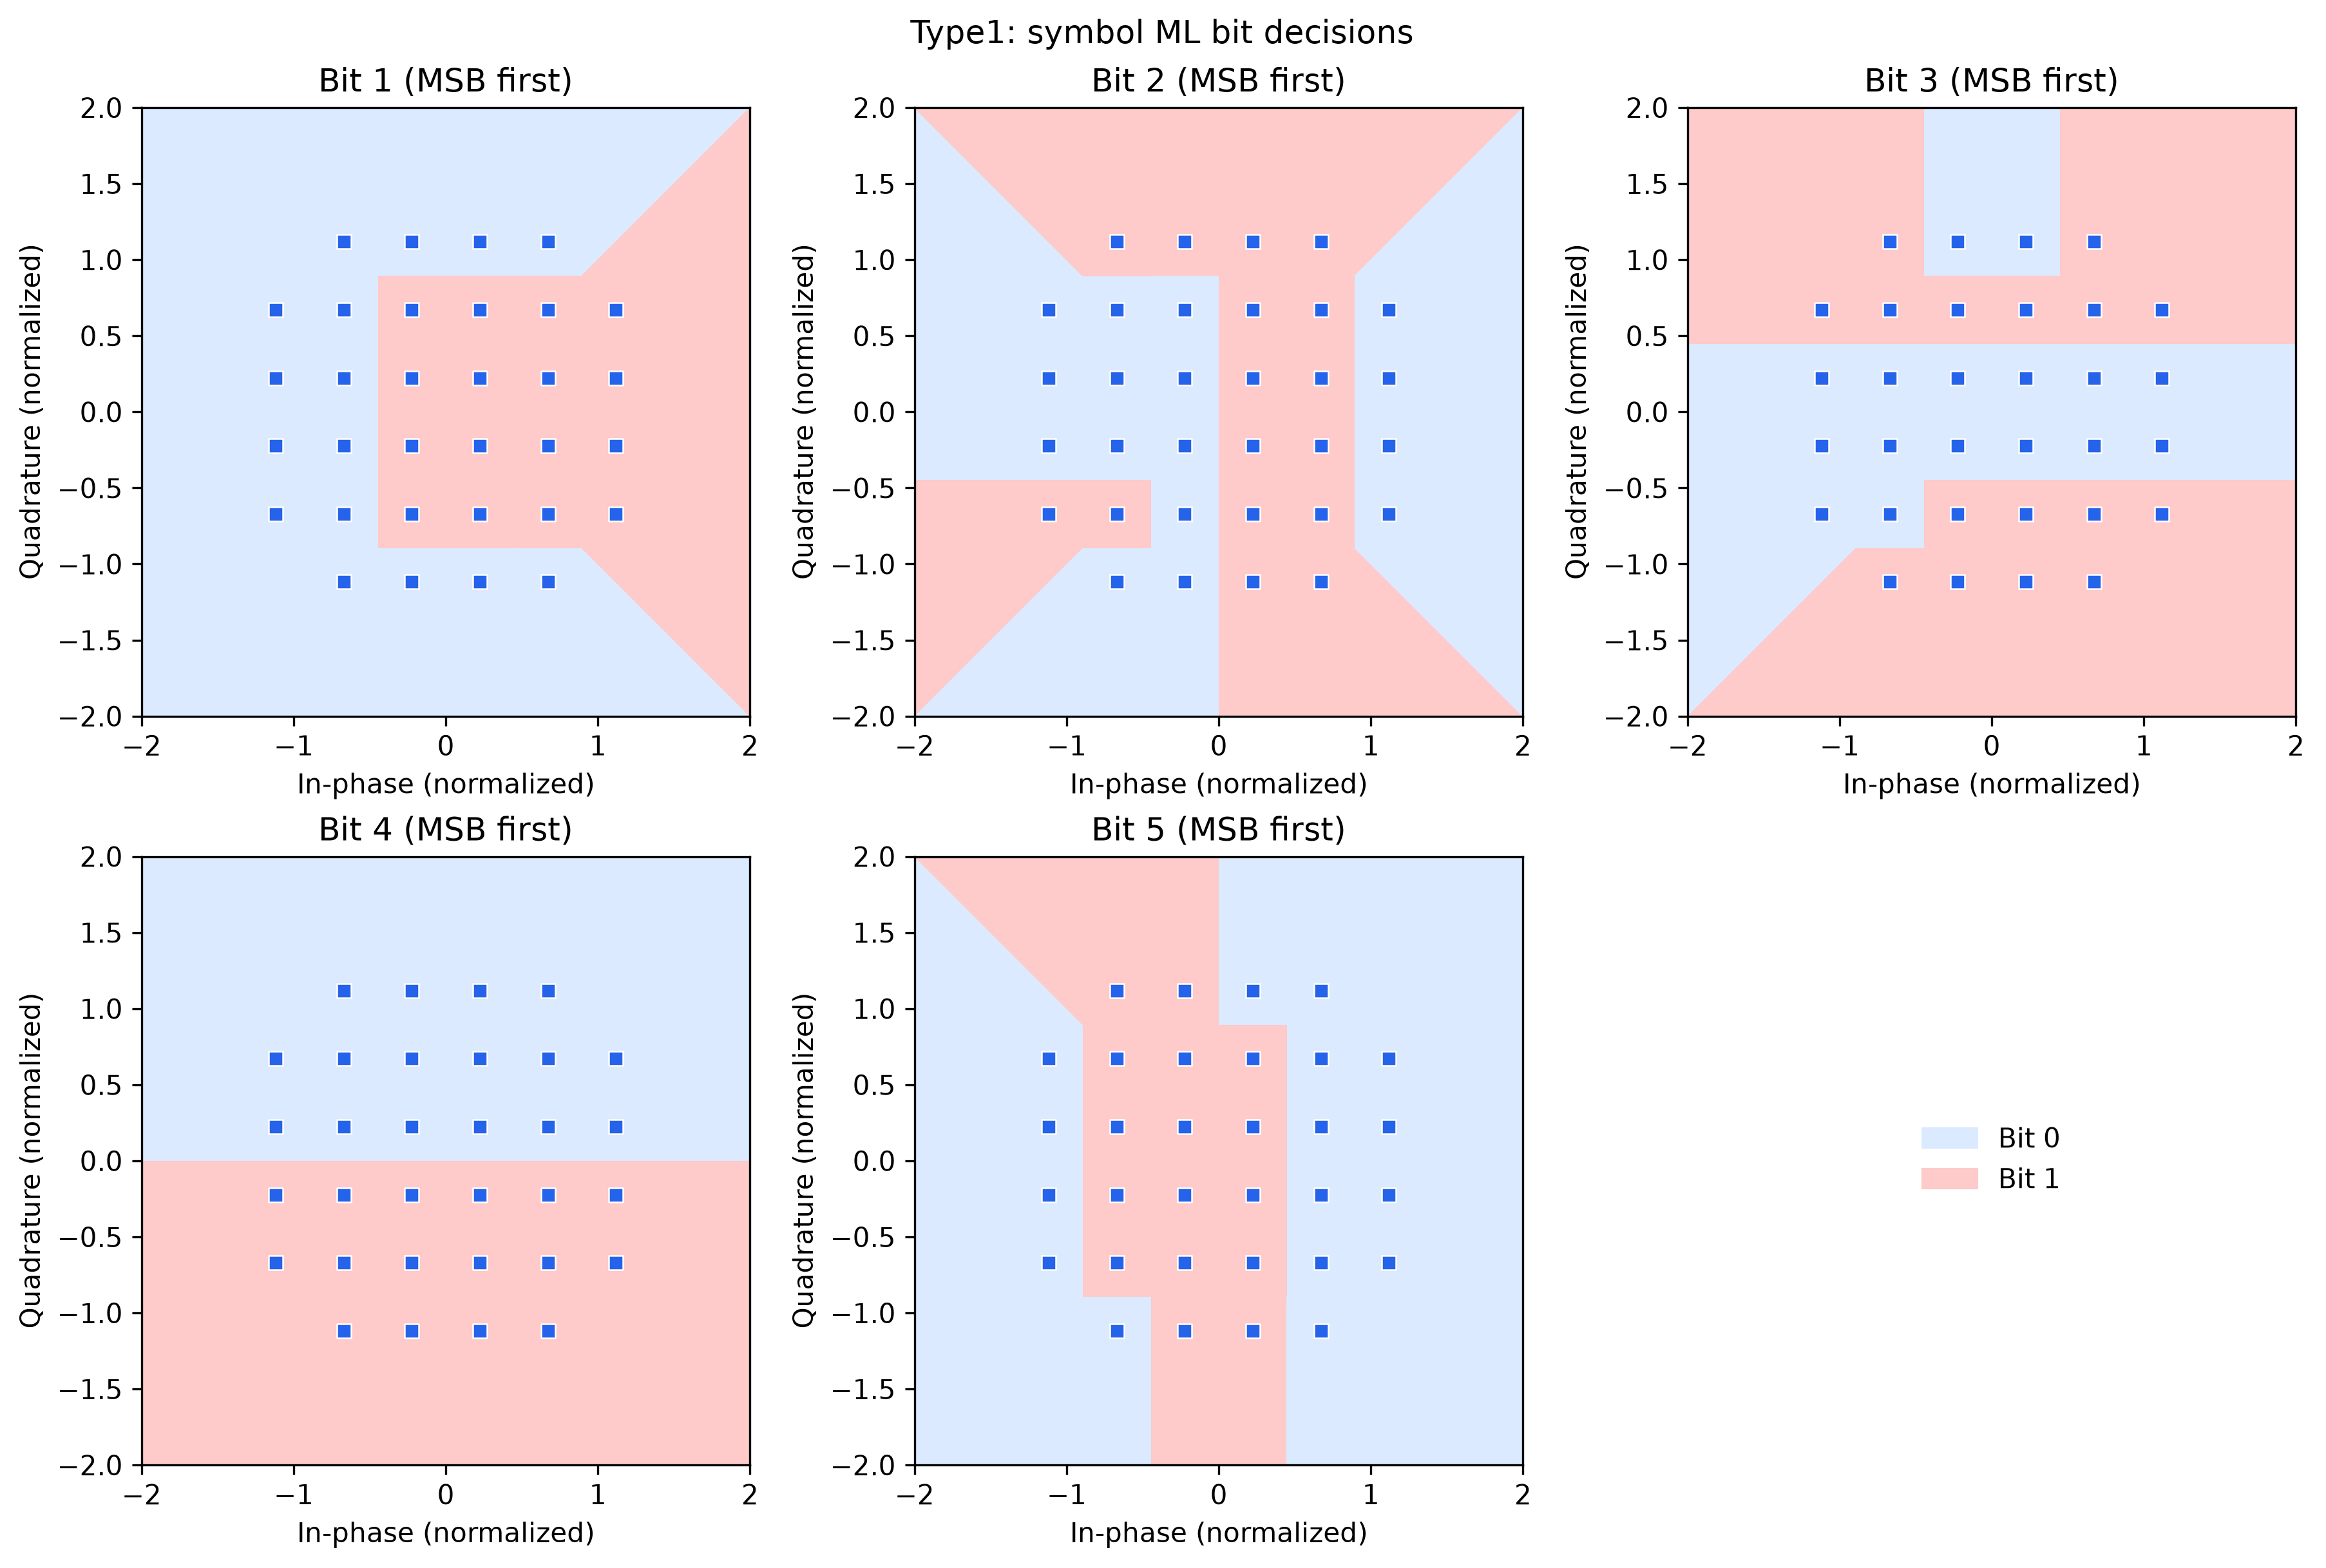 Type1: symbol ML bit decisions
Bit 1 (MSB first)
2.0
1.5
1.0
0.5
0.0
−0.5
−1.0
−1.5
−2.0
Quadrature (normalized)
−2 −1 0 1 2
In-phase (normalized)
Bit 2 (MSB first)
2.0
1.5
1.0
0.5
0.0
−0.5
−1.0
−1.5
−2.0
Quadrature (normalized)
−2 −1 0 1 2
In-phase (normalized)
Bit 3 (MSB first)
2.0
1.5
1.0
0.5
0.0
−0.5
−1.0
−1.5
−2.0
Quadrature (normalized)
−2 −1 0 1 2
In-phase (normalized)
Bit 4 (MSB first)
2.0
1.5
1.0
0.5
0.0
−0.5
−1.0
−1.5
−2.0
Quadrature (normalized)
−2 −1 0 1 2
In-phase (normalized)
Bit 5 (MSB first)
2.0
1.5
1.0
0.5
0.0
−0.5
−1.0
−1.5
−2.0
Quadrature (normalized)
−2 −1 0 1 2
In-phase (normalized)
Bit 0
Bit 1